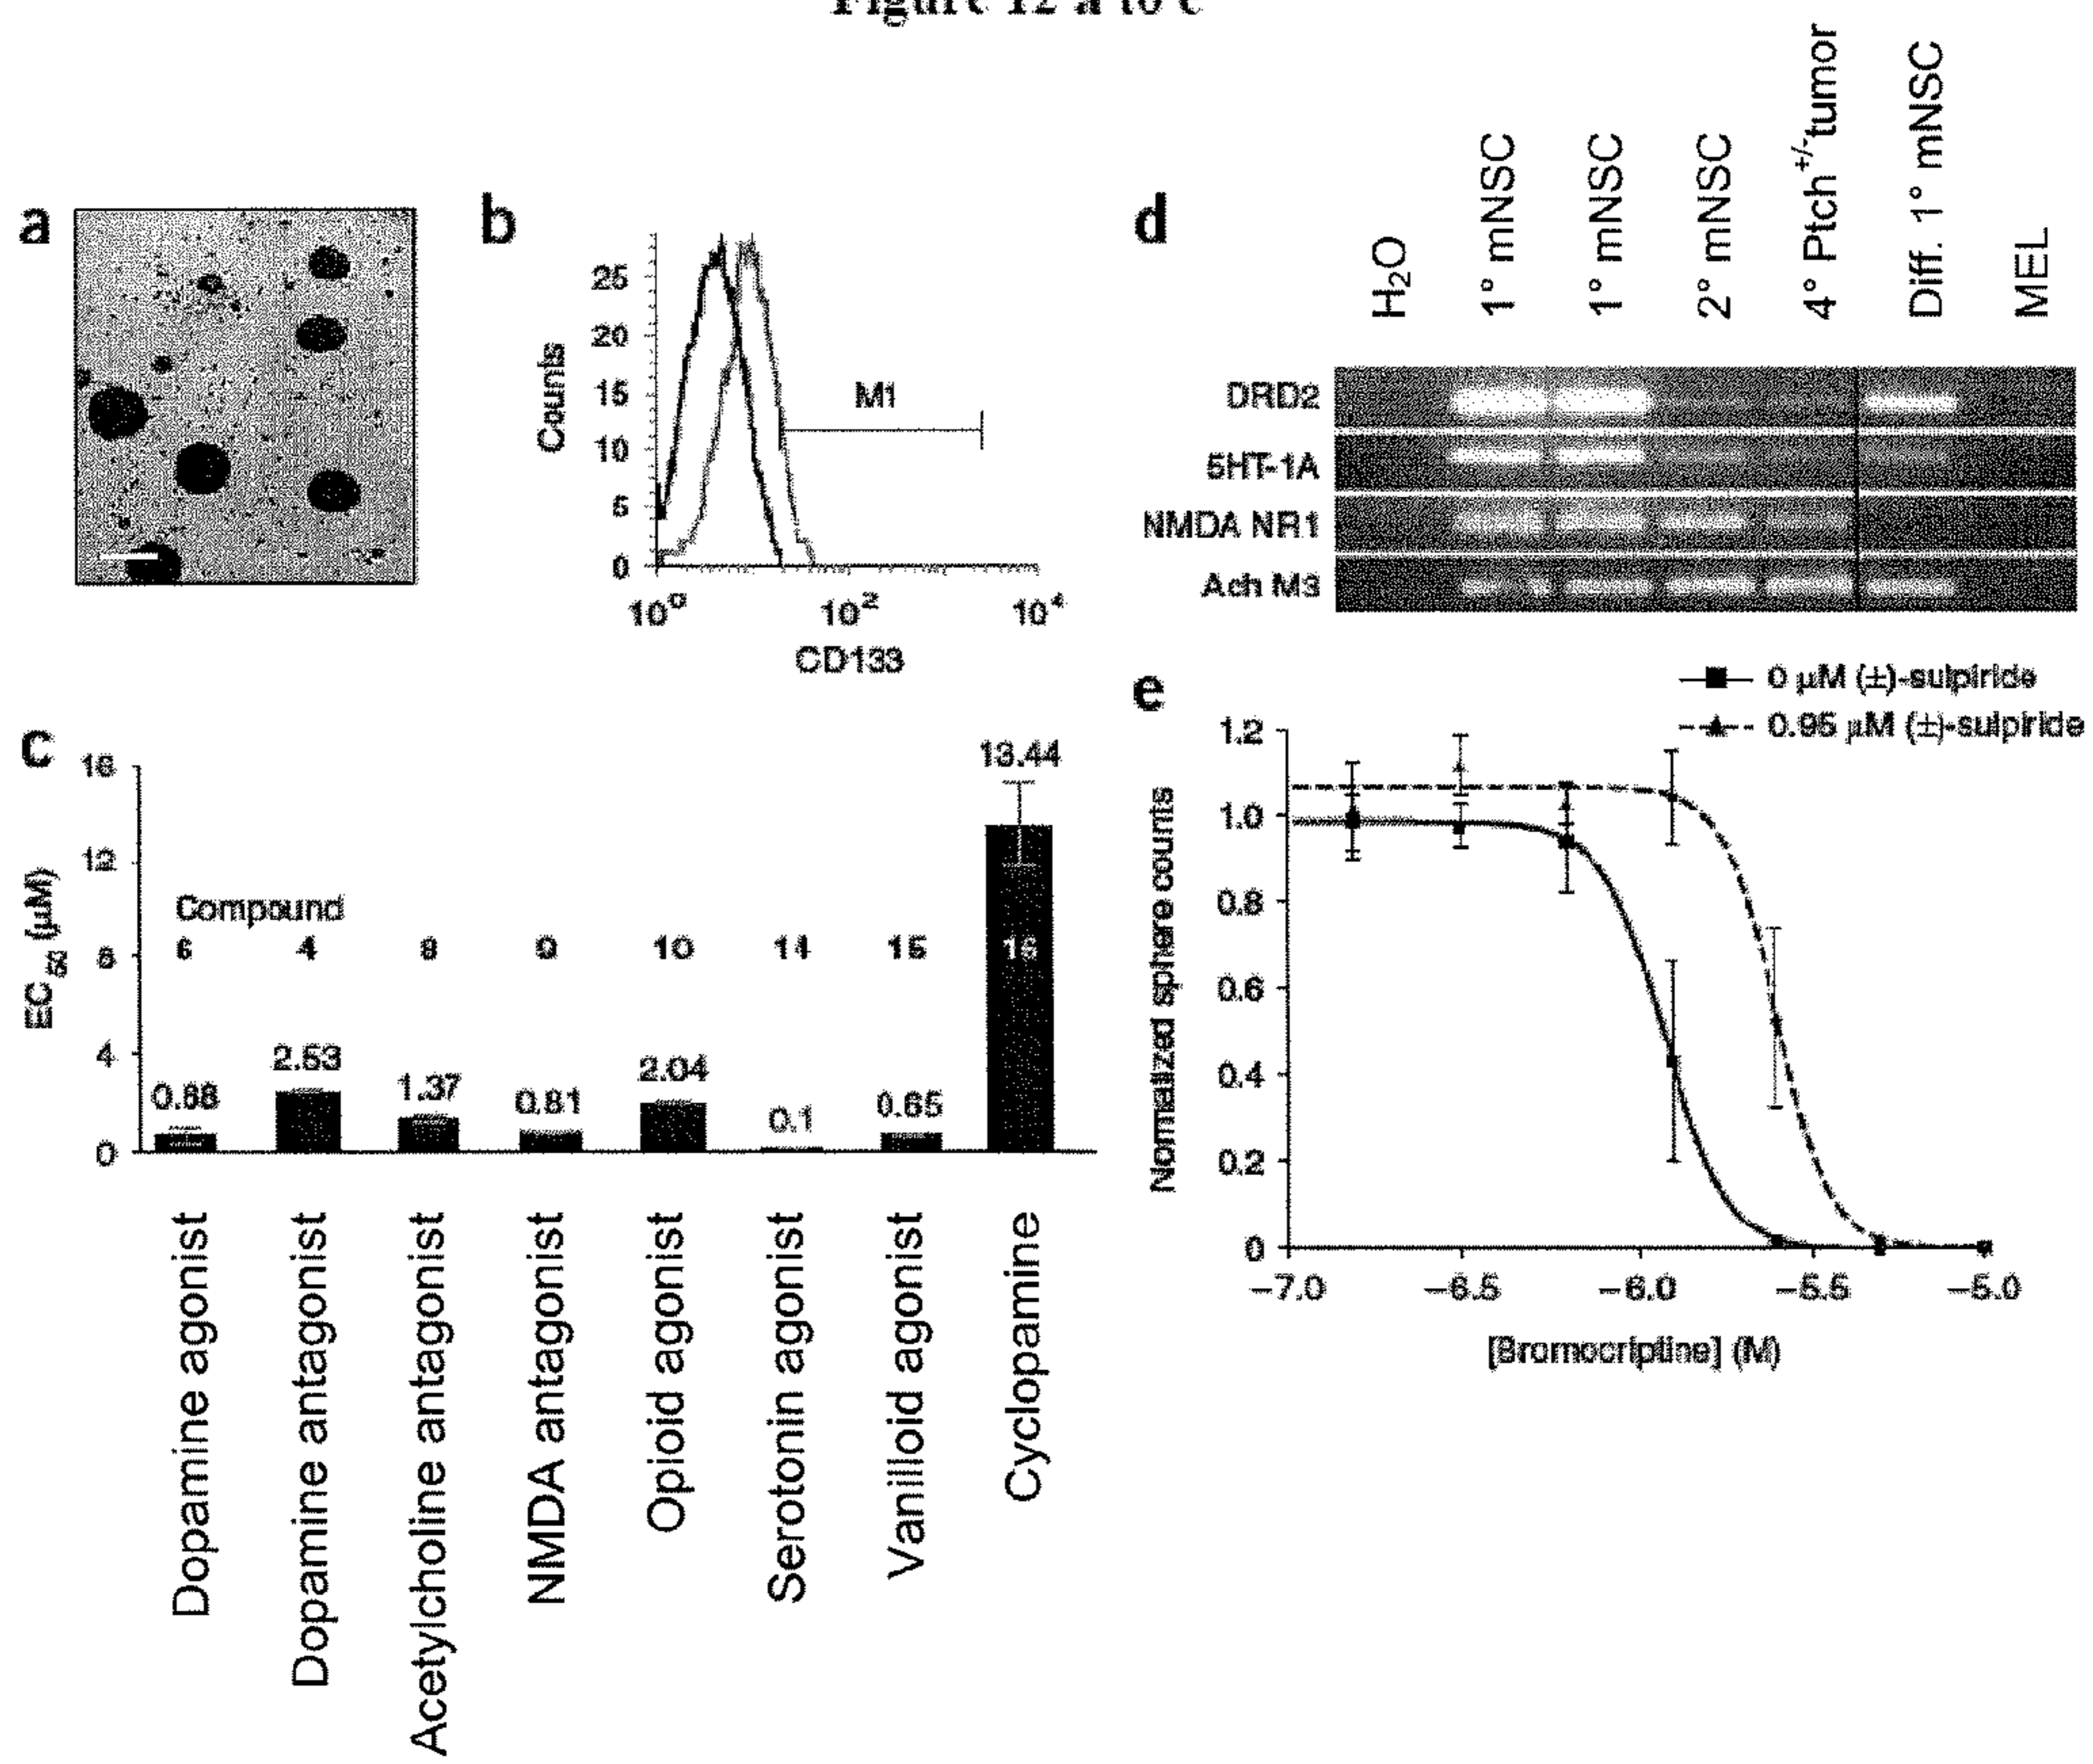 Figure 12 a to e
a
b
25
20
15
10
5
0
Counts
M1
10⁰
10²
10⁴
CD133
c
16
12
8
4
0
EC₅₀ (µM)
Compound
6
4
8
9
10
14
15
16
0.68
2.53
1.37
0.81
2.04
0.1
0.65
13.44
Dopamine agonist
Dopamine antagonist
Acetylcholine antagonist
NMDA antagonist
Opioid agonist
Serotonin agonist
Vanilloid agonist
Cyclopamine
d
H₂O
1° mNSC
1° mNSC
2° mNSC
4° Ptch⁺/⁻tumor
Diff. 1° mNSC
MEL
DRD2
5HT-1A
NMDA NR1
Ach M3
e
0 µM (±)-sulpiride
0.95 µM (±)-sulpiride
1.2
1.0
0.8
0.6
0.4
0.2
0
Normalized sphere counts
−7.0
−6.5
−6.0
−5.5
−5.0
[Bromocriptine] (M)